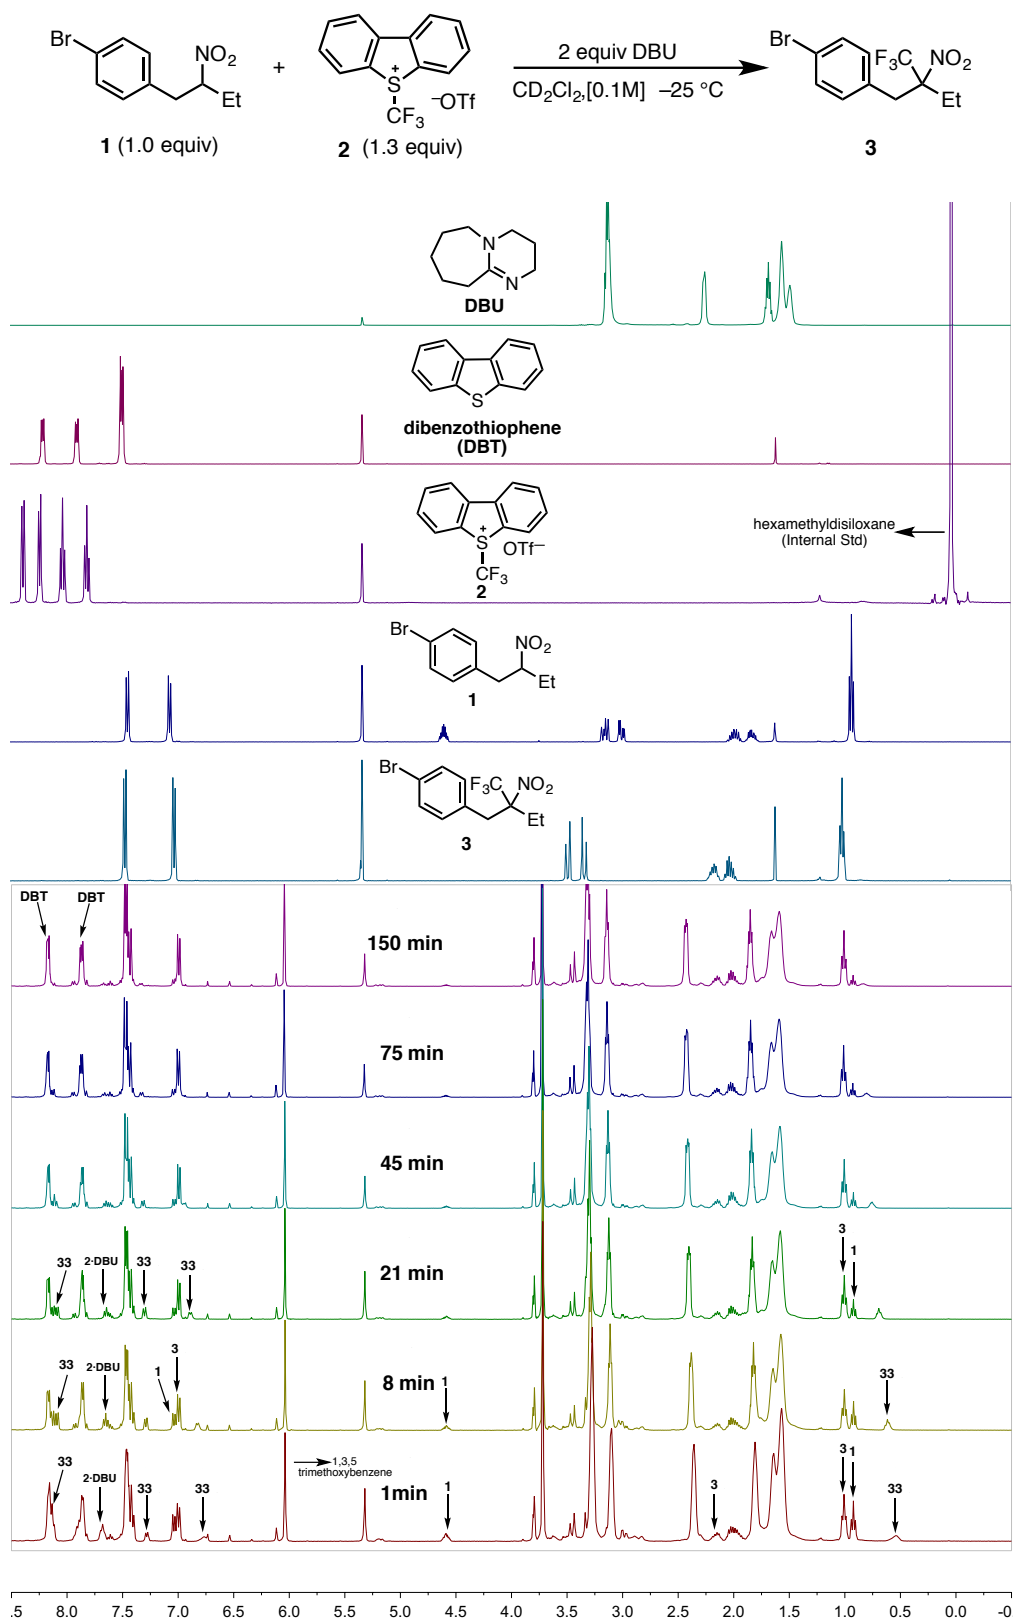 Br
NO2
Et
1 (1.0 equiv)
+
S+
CF3
–OTf
2 (1.3 equiv)
2 equiv DBU
CD2Cl2,[0.1M] –25 °C
Br
F3C NO2
Et
3
N
N
DBU
S
dibenzothiophene
(DBT)
S+
OTf–
CF3
2
hexamethyldisiloxane
(Internal Std)
Br
NO2
Et
1
Br
F3C NO2
Et
3
DBT DBT
150 min
75 min
45 min
33 2·DBU 33 33 21 min 3 1
33 2·DBU 1 3 8 min 1 33
33 2·DBU 33 33 1,3,5
trimethoxybenzene
1min 1 3 3 1 33
.5 8.0 7.5 7.0 6.5 6.0 5.5 5.0 4.5 4.0 3.5 3.0 2.5 2.0 1.5 1.0 0.5 0.0 -0